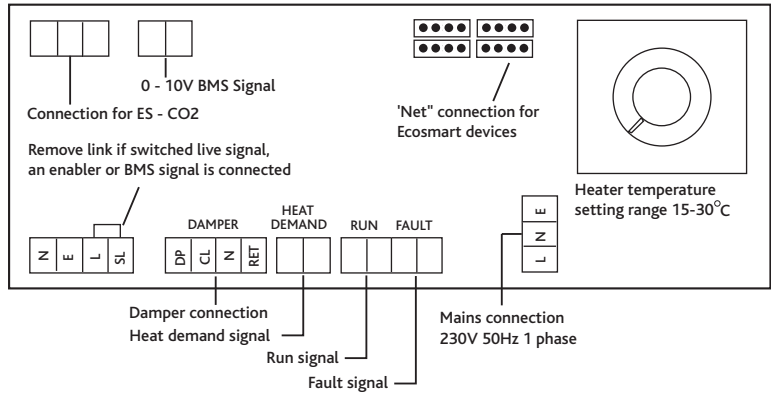 0 - 10V BMS Signal
Connection for ES - CO2
'Net" connection for
Ecosmart devices
Remove link if switched live signal,
an enabler or BMS signal is connected
Heater temperature
setting range 15-30°C
DAMPER
HEAT
DEMAND
RUN
FAULT
N E L SL
DP CL N RET
L N E
Damper connection
Heat demand signal
Run signal
Fault signal
Mains connection
230V 50Hz 1 phase